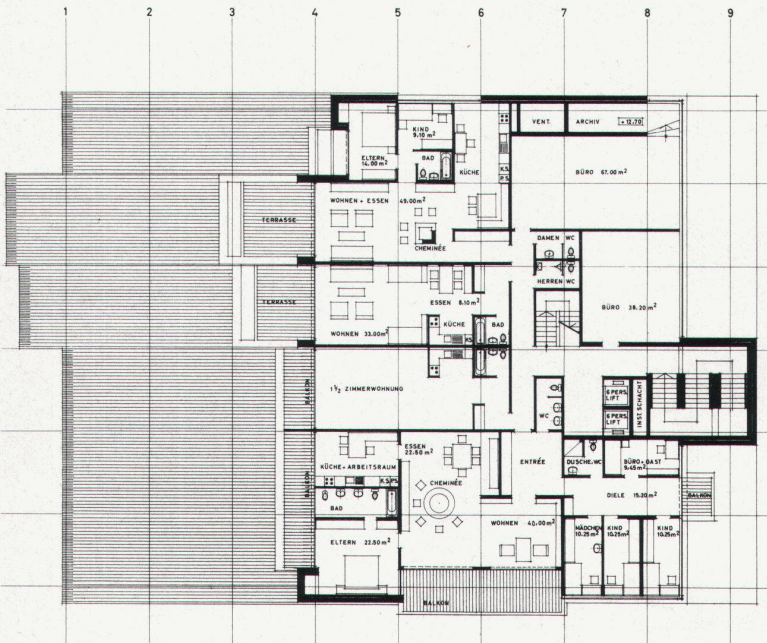 1 2 3 4 5 6 7 8 9
KIND
9.10 m²
VENT.
ARCHIV
+ 12.70
ELTERN
14.00 m²
BAD
KÜCHE
K.S.
P.S.
BÜRO 67.00 m²
WOHNEN + ESSEN 49.00 m²
TERRASSE
CHEMINÉE
DAMEN WC
HERREN WC
TERRASSE
ESSEN 8.10 m²
BÜRO 38.20 m²
WOHNEN 33.00 m²
KÜCHE
K.S.
BAD
BALKON
1½ ZIMMERWOHNUNG
WC
6 PERS.
LIFT
6 PERS.
LIFT
INST. SCHACHT
ESSEN
22.50 m²
KÜCHE + ARBEITSRAUM
K.S. P.S.
CHEMINÉE
ENTRÉE
DUSCHE/WC
BÜRO + GAST
9.45 m²
BALKON
BAD
DIELE 15.20 m²
BALKON
WOHNEN 40.00 m²
ELTERN 22.50 m²
MÄDCHEN
10.25 m²
KIND
10.25 m²
KIND
10.25 m²
BALKON